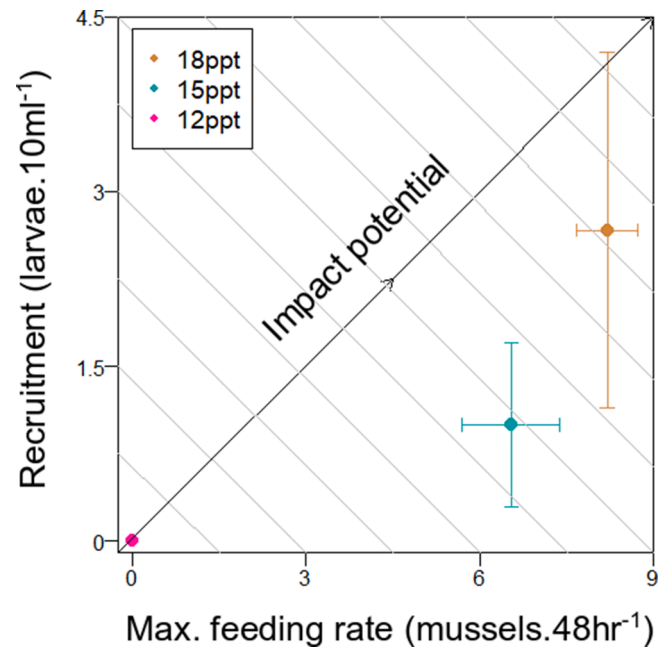 4.5
3
1.5
0
Recruitment (larvae.10ml⁻¹)
18ppt
15ppt
12ppt
Impact potential
0 3 6 9
Max. feeding rate (mussels.48hr⁻¹)